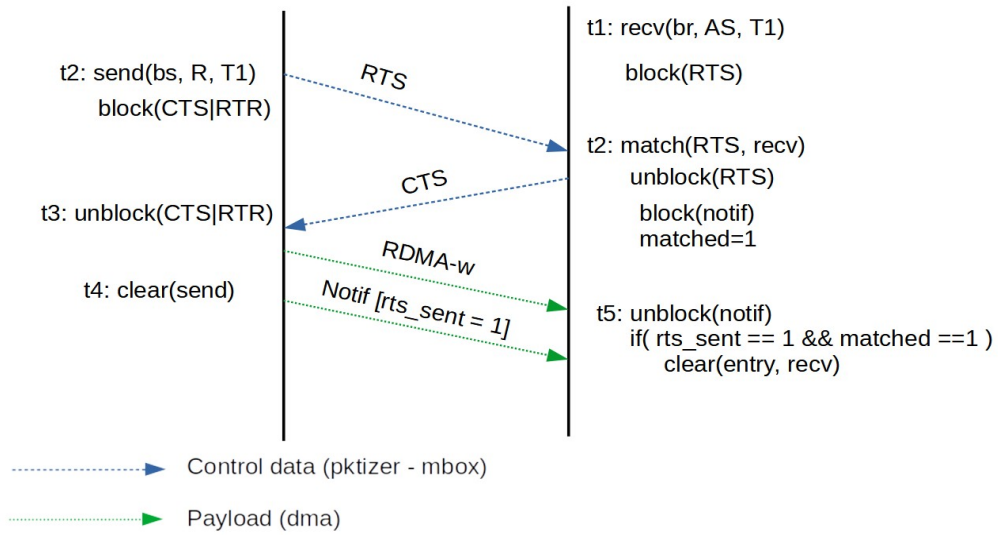 t1: recv(br, AS, T1)
t2: send(bs, R, T1)
RTS
block(RTS)
block(CTS|RTR)
t2: match(RTS, recv)
CTS
unblock(RTS)
t3: unblock(CTS|RTR)
block(notif)
matched=1
RDMA-w
t4: clear(send)
Notif [rts_sent = 1]
t5: unblock(notif)
if( rts_sent == 1 && matched ==1 )
clear(entry, recv)
Control data (pktizer - mbox)
Payload (dma)